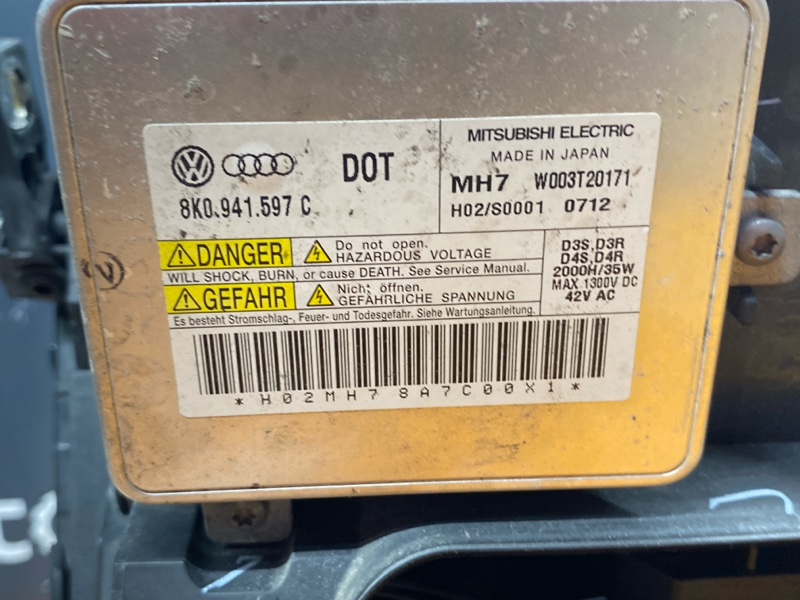 DOT
8K0.941.597 C
MITSUBISHI ELECTRIC
MADE IN JAPAN
MH7 W003T20171
H02/S0001 0712
DANGER
Do not open.
HAZARDOUS VOLTAGE
WILL SHOCK, BURN, or cause DEATH. See Service Manual.
GEFAHR
Nicht öffnen.
GEFÄHRLICHE SPANNUNG
Es besteht Stromschlag-, Feuer- und Todesgefahr. Siehe Wartungsanleitung.
D3S,D3R
D4S,D4R
2000H/35W
MAX 1300V DC
42V AC
*H02MH78A7C00X1*